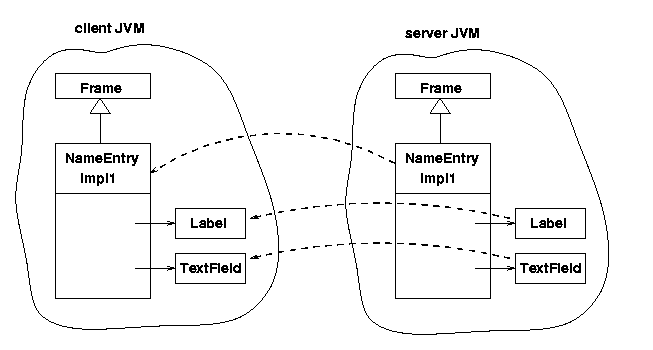 client JVM
server JVM
Frame
Frame
NameEntry
Impl1
NameEntry
Impl1
Label
Label
TextField
TextField